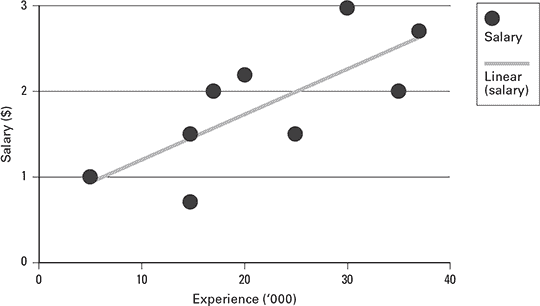 3
2
1
0
Salary ($)
0 10 20 30 40
Experience ('000)
Salary
Linear
(salary)